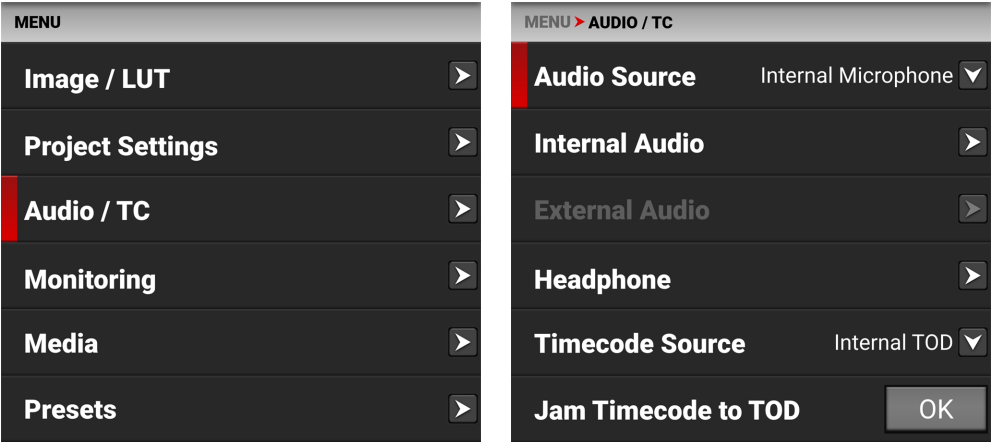 MENU
Image / LUT
Project Settings
Audio / TC
Monitoring
Media
Presets
MENU AUDIO / TC
Audio Source Internal Microphone
Internal Audio
External Audio
Headphone
Timecode Source Internal TOD
Jam Timecode to TOD OK